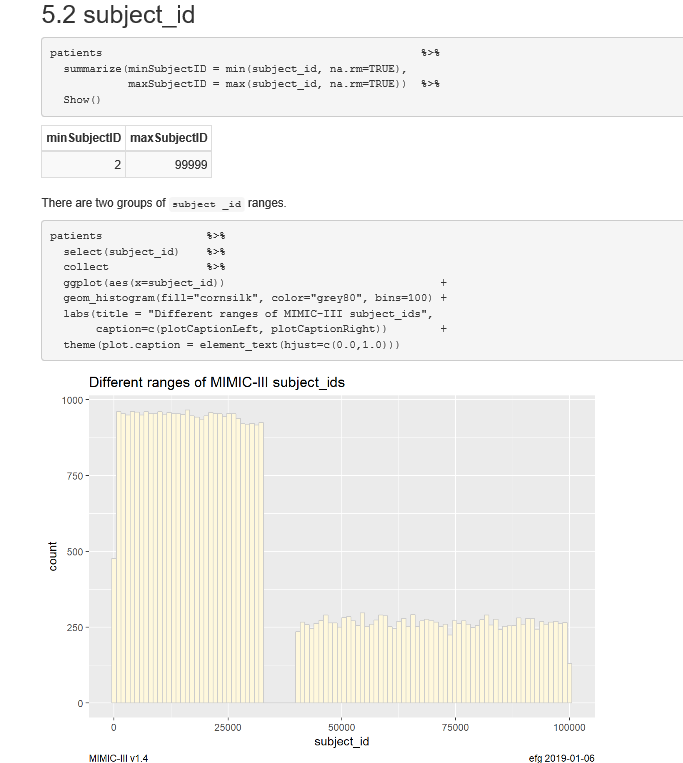 5.2 subject_id
patients %>%
summarize(minSubjectID = min(subject_id, na.rm=TRUE),
maxSubjectID = max(subject_id, na.rm=TRUE)) %>%
Show()
minSubjectID maxSubjectID
2 99999
There are two groups of subject _id ranges.
patients %>%
select(subject_id) %>%
collect %>%
ggplot(aes(x=subject_id)) +
geom_histogram(fill="cornsilk", color="grey80", bins=100) +
labs(title = "Different ranges of MIMIC-III subject_ids",
caption=c(plotCaptionLeft, plotCaptionRight)) +
theme(plot.caption = element_text(hjust=c(0.0,1.0)))
Different ranges of MIMIC-III subject_ids
1000
750
500
250
0
count
0 25000 50000 75000 100000
subject_id
MIMIC-III v1.4 efg 2019-01-06